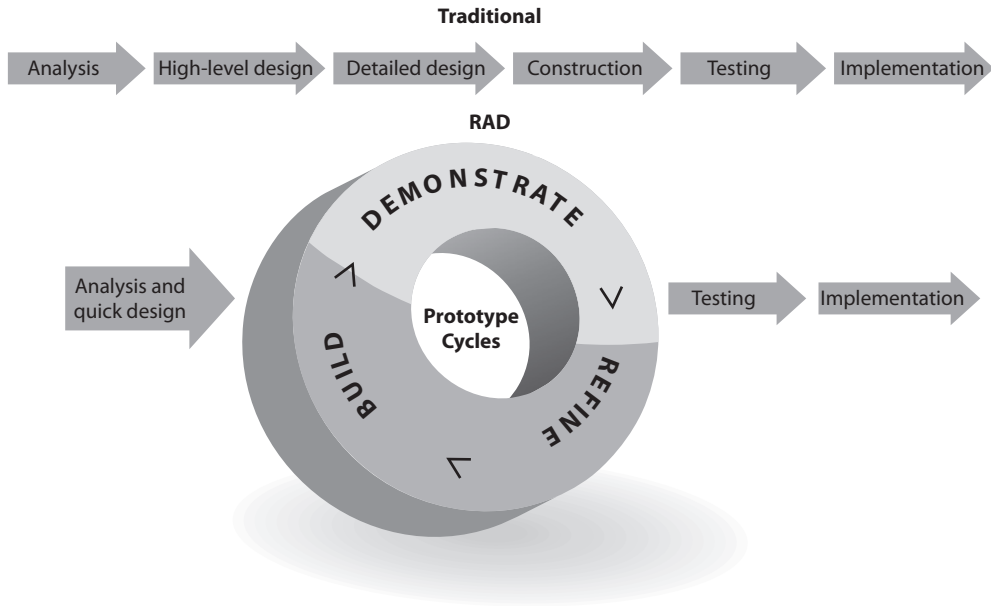 Traditional
Analysis
High-level design
Detailed design
Construction
Testing
Implementation
RAD
Analysis and
quick design
DEMONSTRATE
REFINE
BUILD
Prototype
Cycles
Testing
Implementation